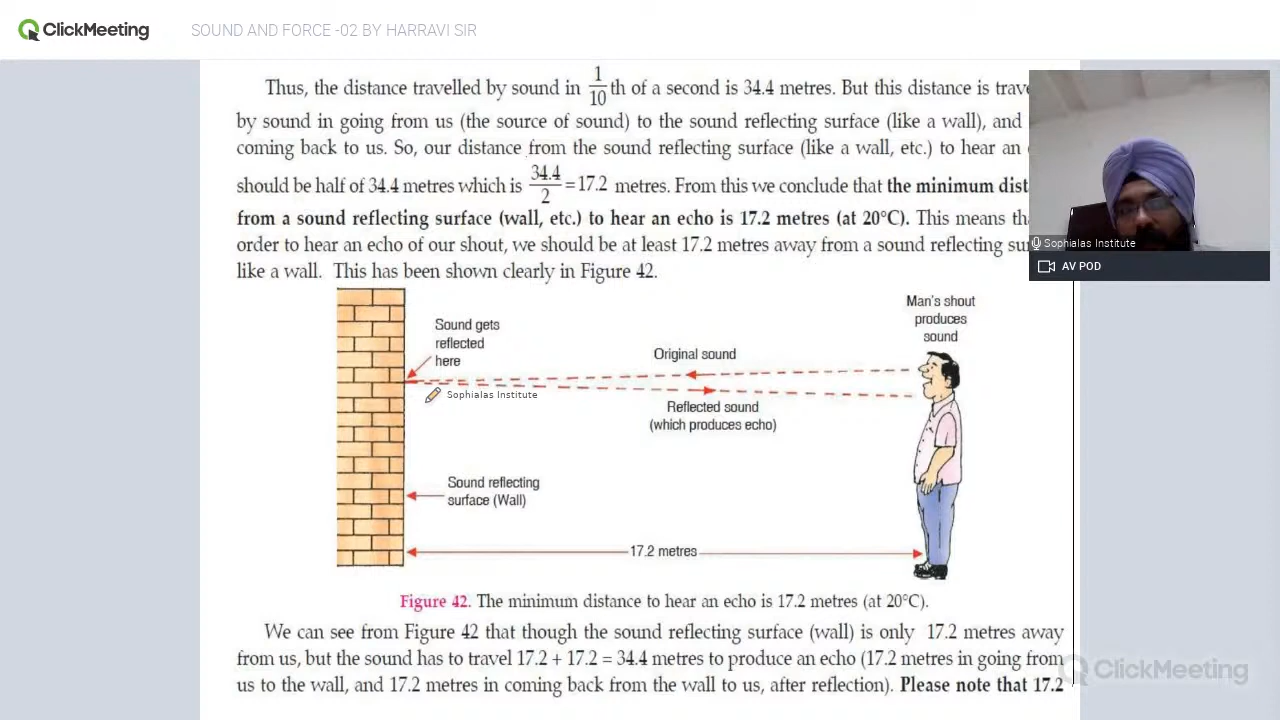 ClickMeeting
SOUND AND FORCE -02 BY HARRAVI SIR
Thus, the distance travelled by sound in 1/10 th of a second is 34.4 metres. But this distance is trave
by sound in going from us (the source of sound) to the sound reflecting surface (like a wall), and
coming back to us. So, our distance from the sound reflecting surface (like a wall, etc.) to hear an
should be half of 34.4 metres which is 34.4/2 = 17.2 metres. From this we conclude that the minimum dist
from a sound reflecting surface (wall, etc.) to hear an echo is 17.2 metres (at 20°C). This means th
order to hear an echo of our shout, we should be at least 17.2 metres away from a sound reflecting su
like a wall. This has been shown clearly in Figure 42.
Sophialas Institute
AV POD
Man's shout
produces
sound
Sound gets
reflected
here
Original sound
Sophialas Institute
Reflected sound
(which produces echo)
Sound reflecting
surface (Wall)
17.2 metres
Figure 42. The minimum distance to hear an echo is 17.2 metres (at 20°C).
We can see from Figure 42 that though the sound reflecting surface (wall) is only 17.2 metres away
from us, but the sound has to travel 17.2 + 17.2 = 34.4 metres to produce an echo (17.2 metres in going from
us to the wall, and 17.2 metres in coming back from the wall to us, after reflection). Please note that 17.2
ClickMeeting